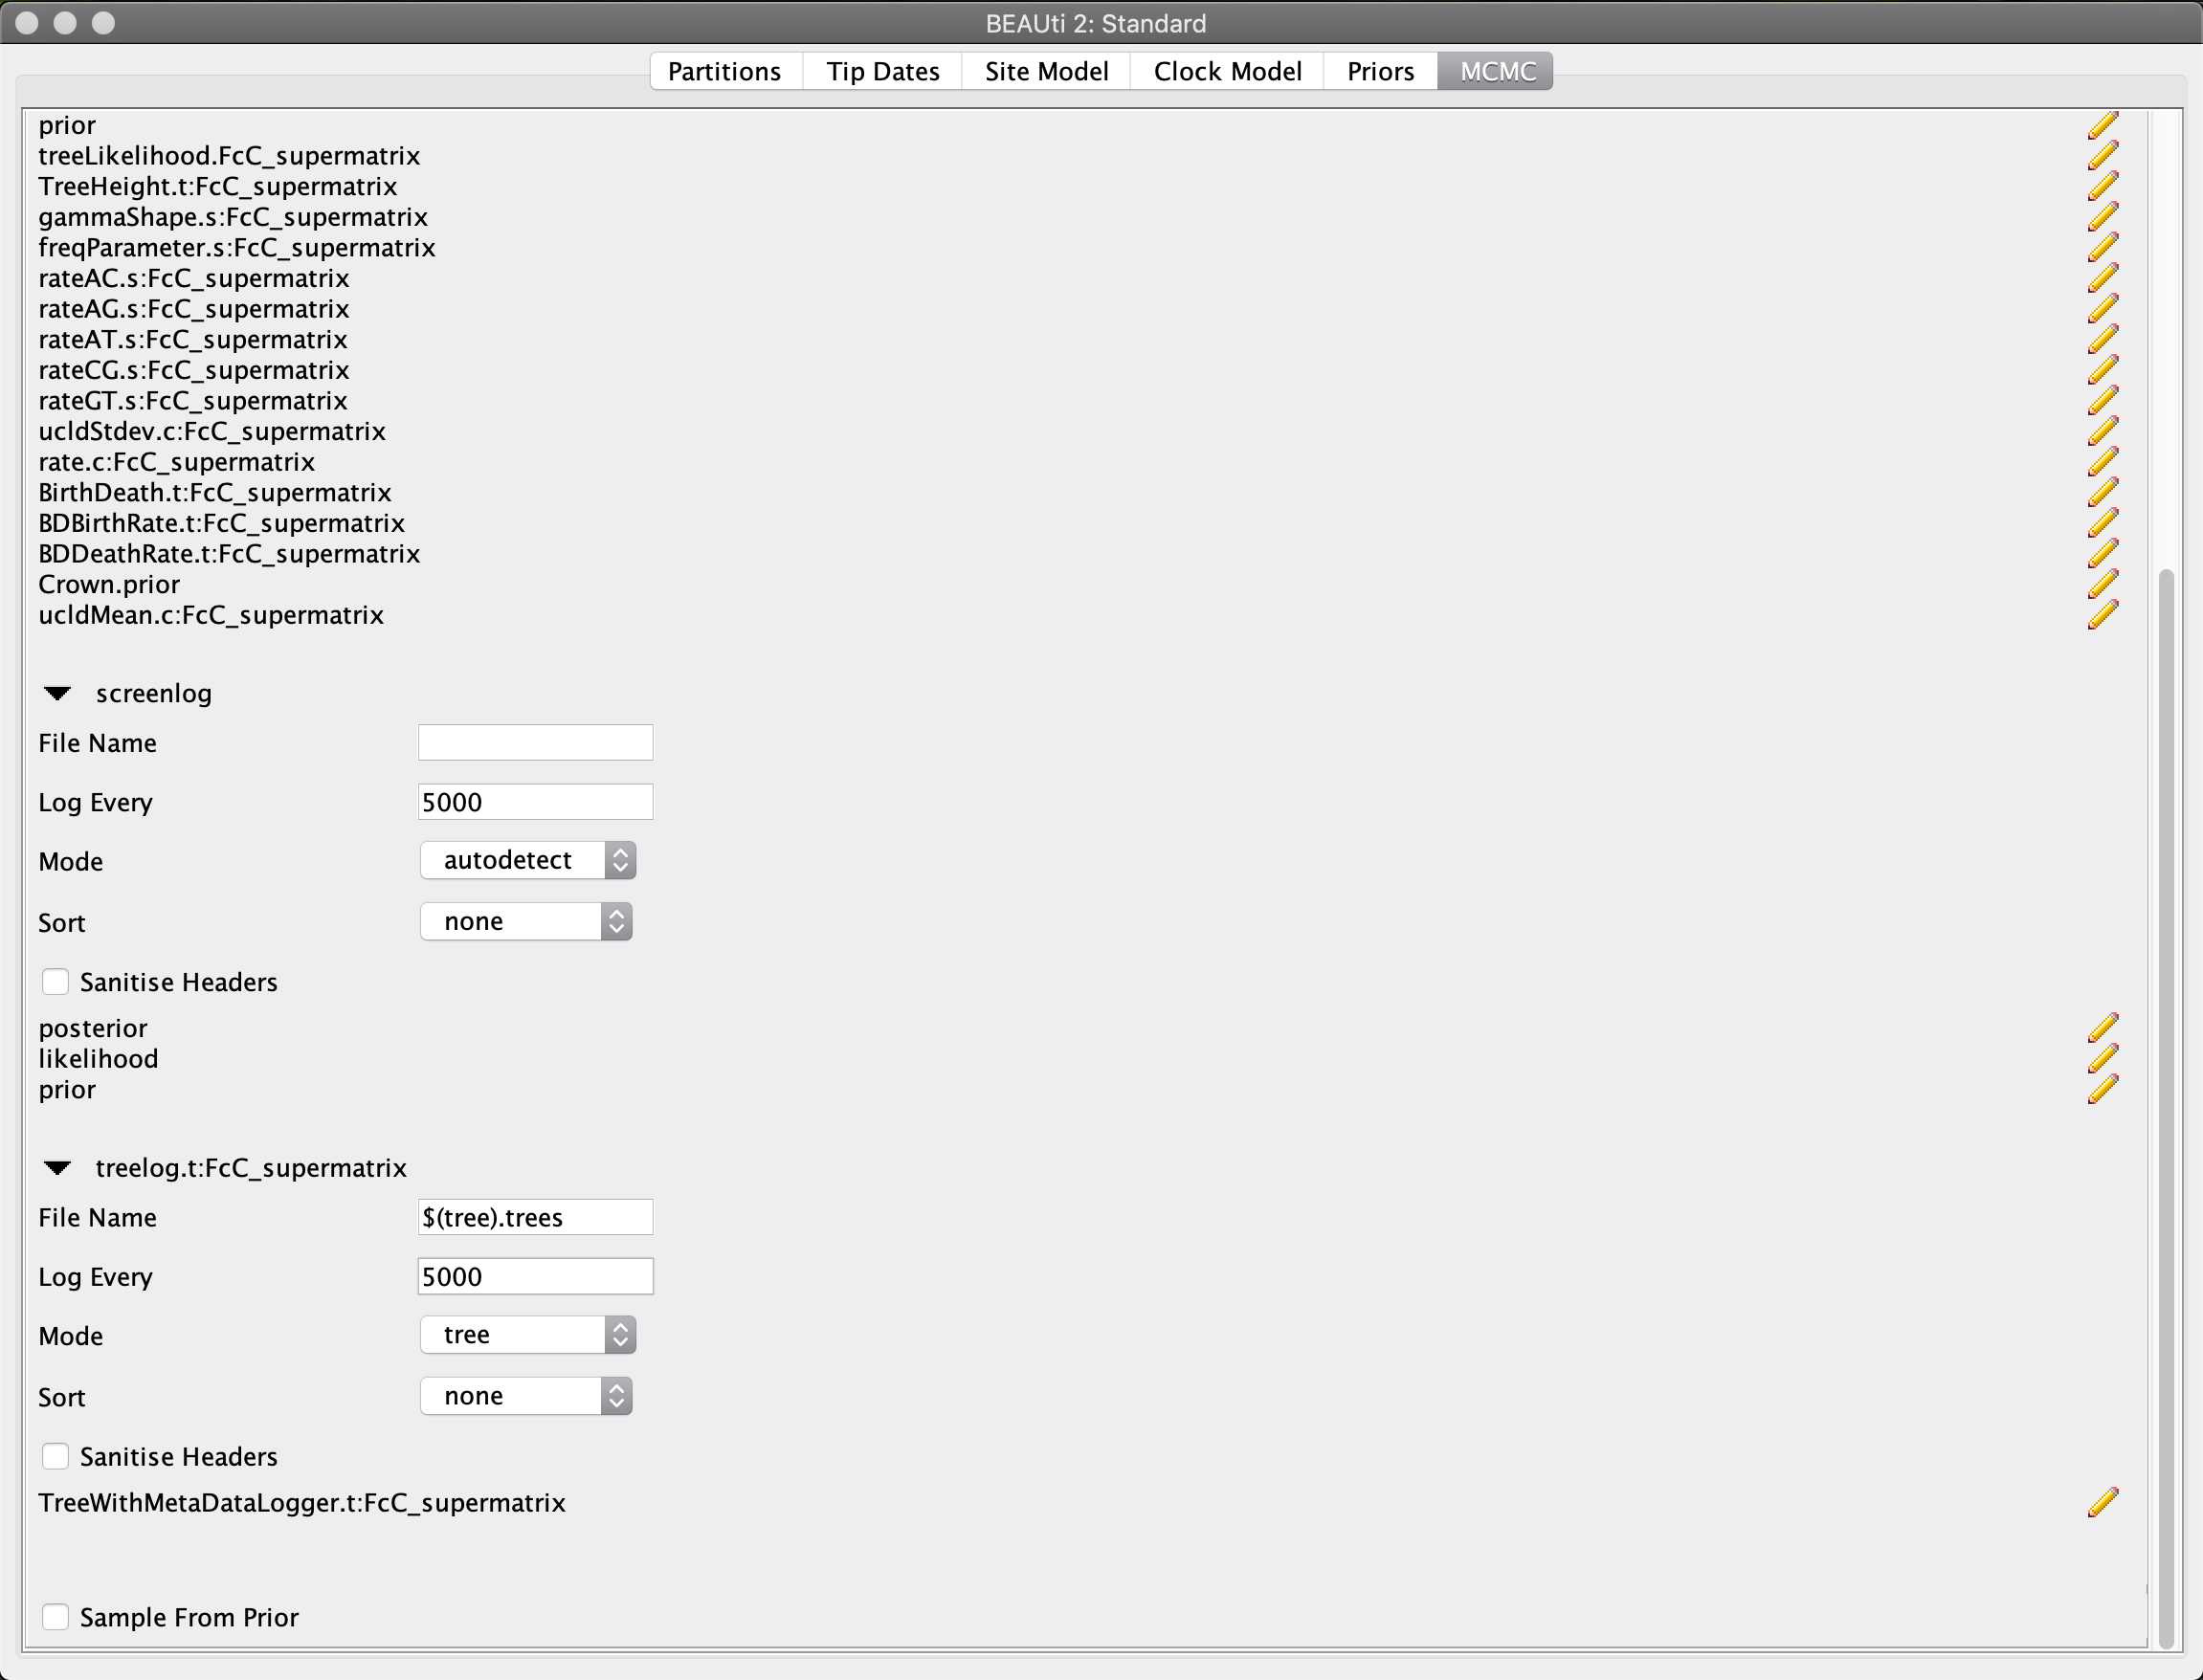 BEAUti 2: Standard
Partitions Tip Dates Site Model Clock Model Priors MCMC
prior
treeLikelihood.FcC_supermatrix
TreeHeight.t:FcC_supermatrix
gammaShape.s:FcC_supermatrix
freqParameter.s:FcC_supermatrix
rateAC.s:FcC_supermatrix
rateAG.s:FcC_supermatrix
rateAT.s:FcC_supermatrix
rateCG.s:FcC_supermatrix
rateGT.s:FcC_supermatrix
ucldStdev.c:FcC_supermatrix
rate.c:FcC_supermatrix
BirthDeath.t:FcC_supermatrix
BDBirthRate.t:FcC_supermatrix
BDDeathRate.t:FcC_supermatrix
Crown.prior
ucldMean.c:FcC_supermatrix
screenlog
File Name
Log Every 5000
Mode autodetect
Sort none
Sanitise Headers
posterior
likelihood
prior
treelog.t:FcC_supermatrix
File Name $(tree).trees
Log Every 5000
Mode tree
Sort none
Sanitise Headers
TreeWithMetaDataLogger.t:FcC_supermatrix
Sample From Prior